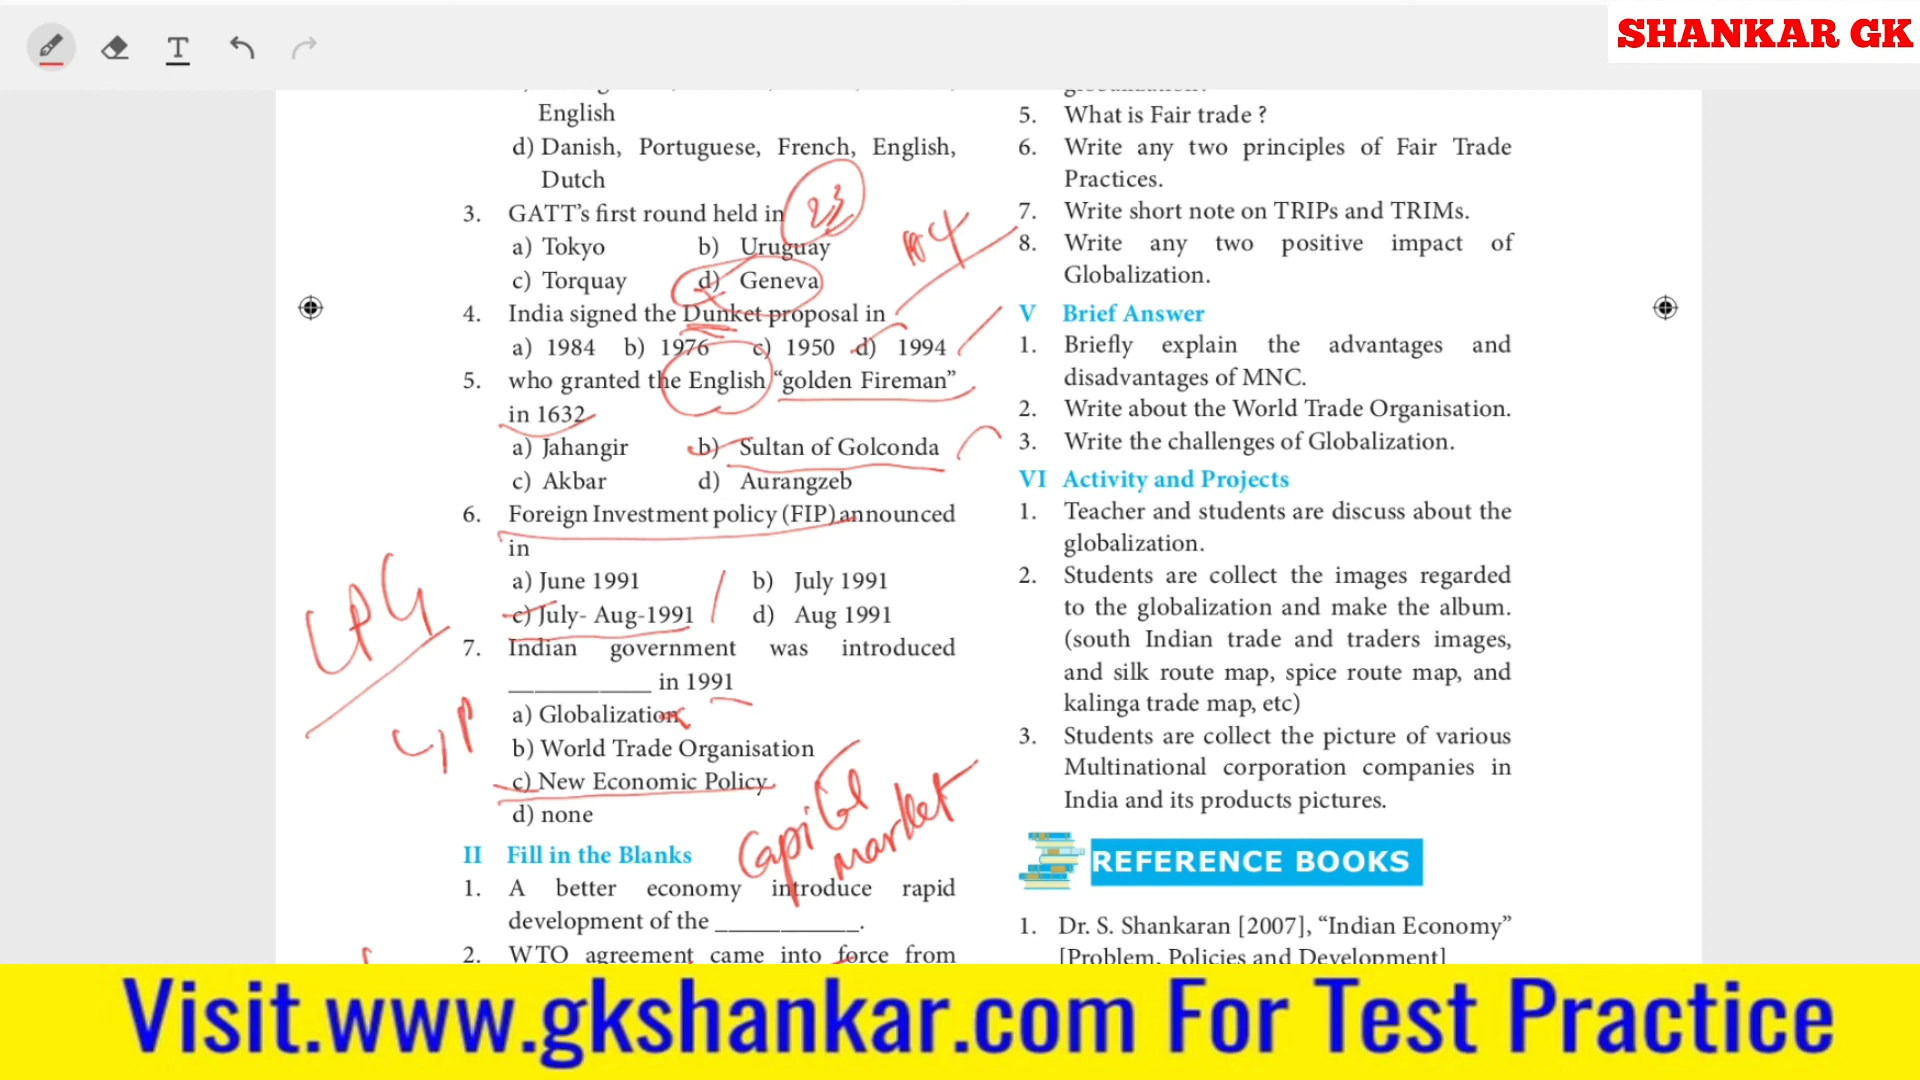 SHANKAR GK
English
d) Danish, Portuguese, French, English,
Dutch
3. GATT's first round held in
23
a) Tokyo b) Uruguay
c) Torquay d) Geneva
4. India signed the Dunket proposal in
a) 1984 b) 1976 c) 1950 d) 1994
5. who granted the English “golden Fireman”
in 1632
a) Jahangir b) Sultan of Golconda
c) Akbar d) Aurangzeb
6. Foreign Investment policy (FIP) announced
in
a) June 1991 b) July 1991
c) July- Aug-1991 d) Aug 1991
LPG
7. Indian government was introduced
____________ in 1991
a) Globalization
b) World Trade Organisation
c) New Economic Policy
d) none
Capital
market
II Fill in the Blanks
1. A better economy introduce rapid
development of the ____________.
2. WTO agreement came into force from
globalization.
5. What is Fair trade ?
6. Write any two principles of Fair Trade
Practices.
7. Write short note on TRIPs and TRIMs.
8. Write any two positive impact of
Globalization.
V Brief Answer
1. Briefly explain the advantages and
disadvantages of MNC.
2. Write about the World Trade Organisation.
3. Write the challenges of Globalization.
VI Activity and Projects
1. Teacher and students are discuss about the
globalization.
2. Students are collect the images regarded
to the globalization and make the album.
(south Indian trade and traders images,
and silk route map, spice route map, and
kalinga trade map, etc)
3. Students are collect the picture of various
Multinational corporation companies in
India and its products pictures.
REFERENCE BOOKS
1. Dr. S. Shankaran [2007], “Indian Economy”
[Problem, Policies and Development]
Visit.www.gkshankar.com For Test Practice